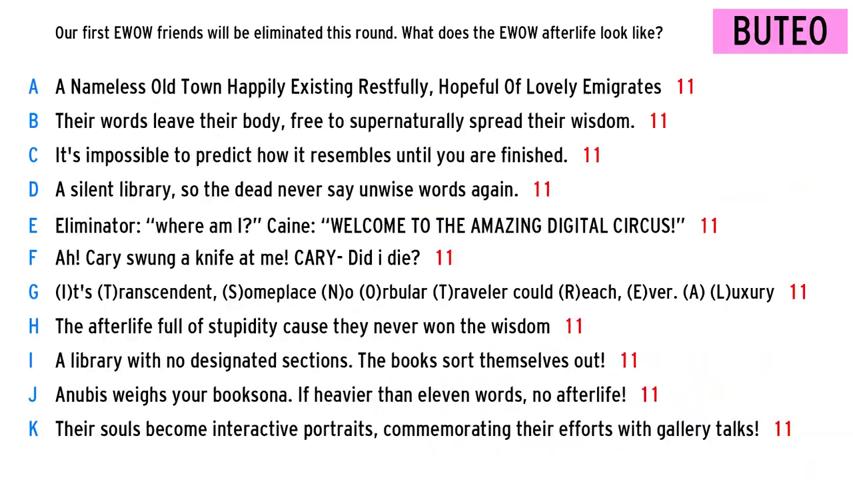 Our first EWOW friends will be eliminated this round. What does the EWOW afterlife look like?
BUTEO
A A Nameless Old Town Happily Existing Restfully, Hopeful Of Lovely Emigrates 11
B Their words leave their body, free to supernaturally spread their wisdom. 11
C It's impossible to predict how it resembles until you are finished. 11
D A silent library, so the dead never say unwise words again. 11
E Eliminator: “where am I?” Caine: “WELCOME TO THE AMAZING DIGITAL CIRCUS!” 11
F Ah! Cary swung a knife at me! CARY- Did i die? 11
G (I)t's (T)ranscendent, (S)omeplace (N)o (O)rbular (T)raveler could (R)each, (E)ver. (A) (L)uxury 11
H The afterlife full of stupidity cause they never won the wisdom 11
I A library with no designated sections. The books sort themselves out! 11
J Anubis weighs your booksona. If heavier than eleven words, no afterlife! 11
K Their souls become interactive portraits, commemorating their efforts with gallery talks! 11